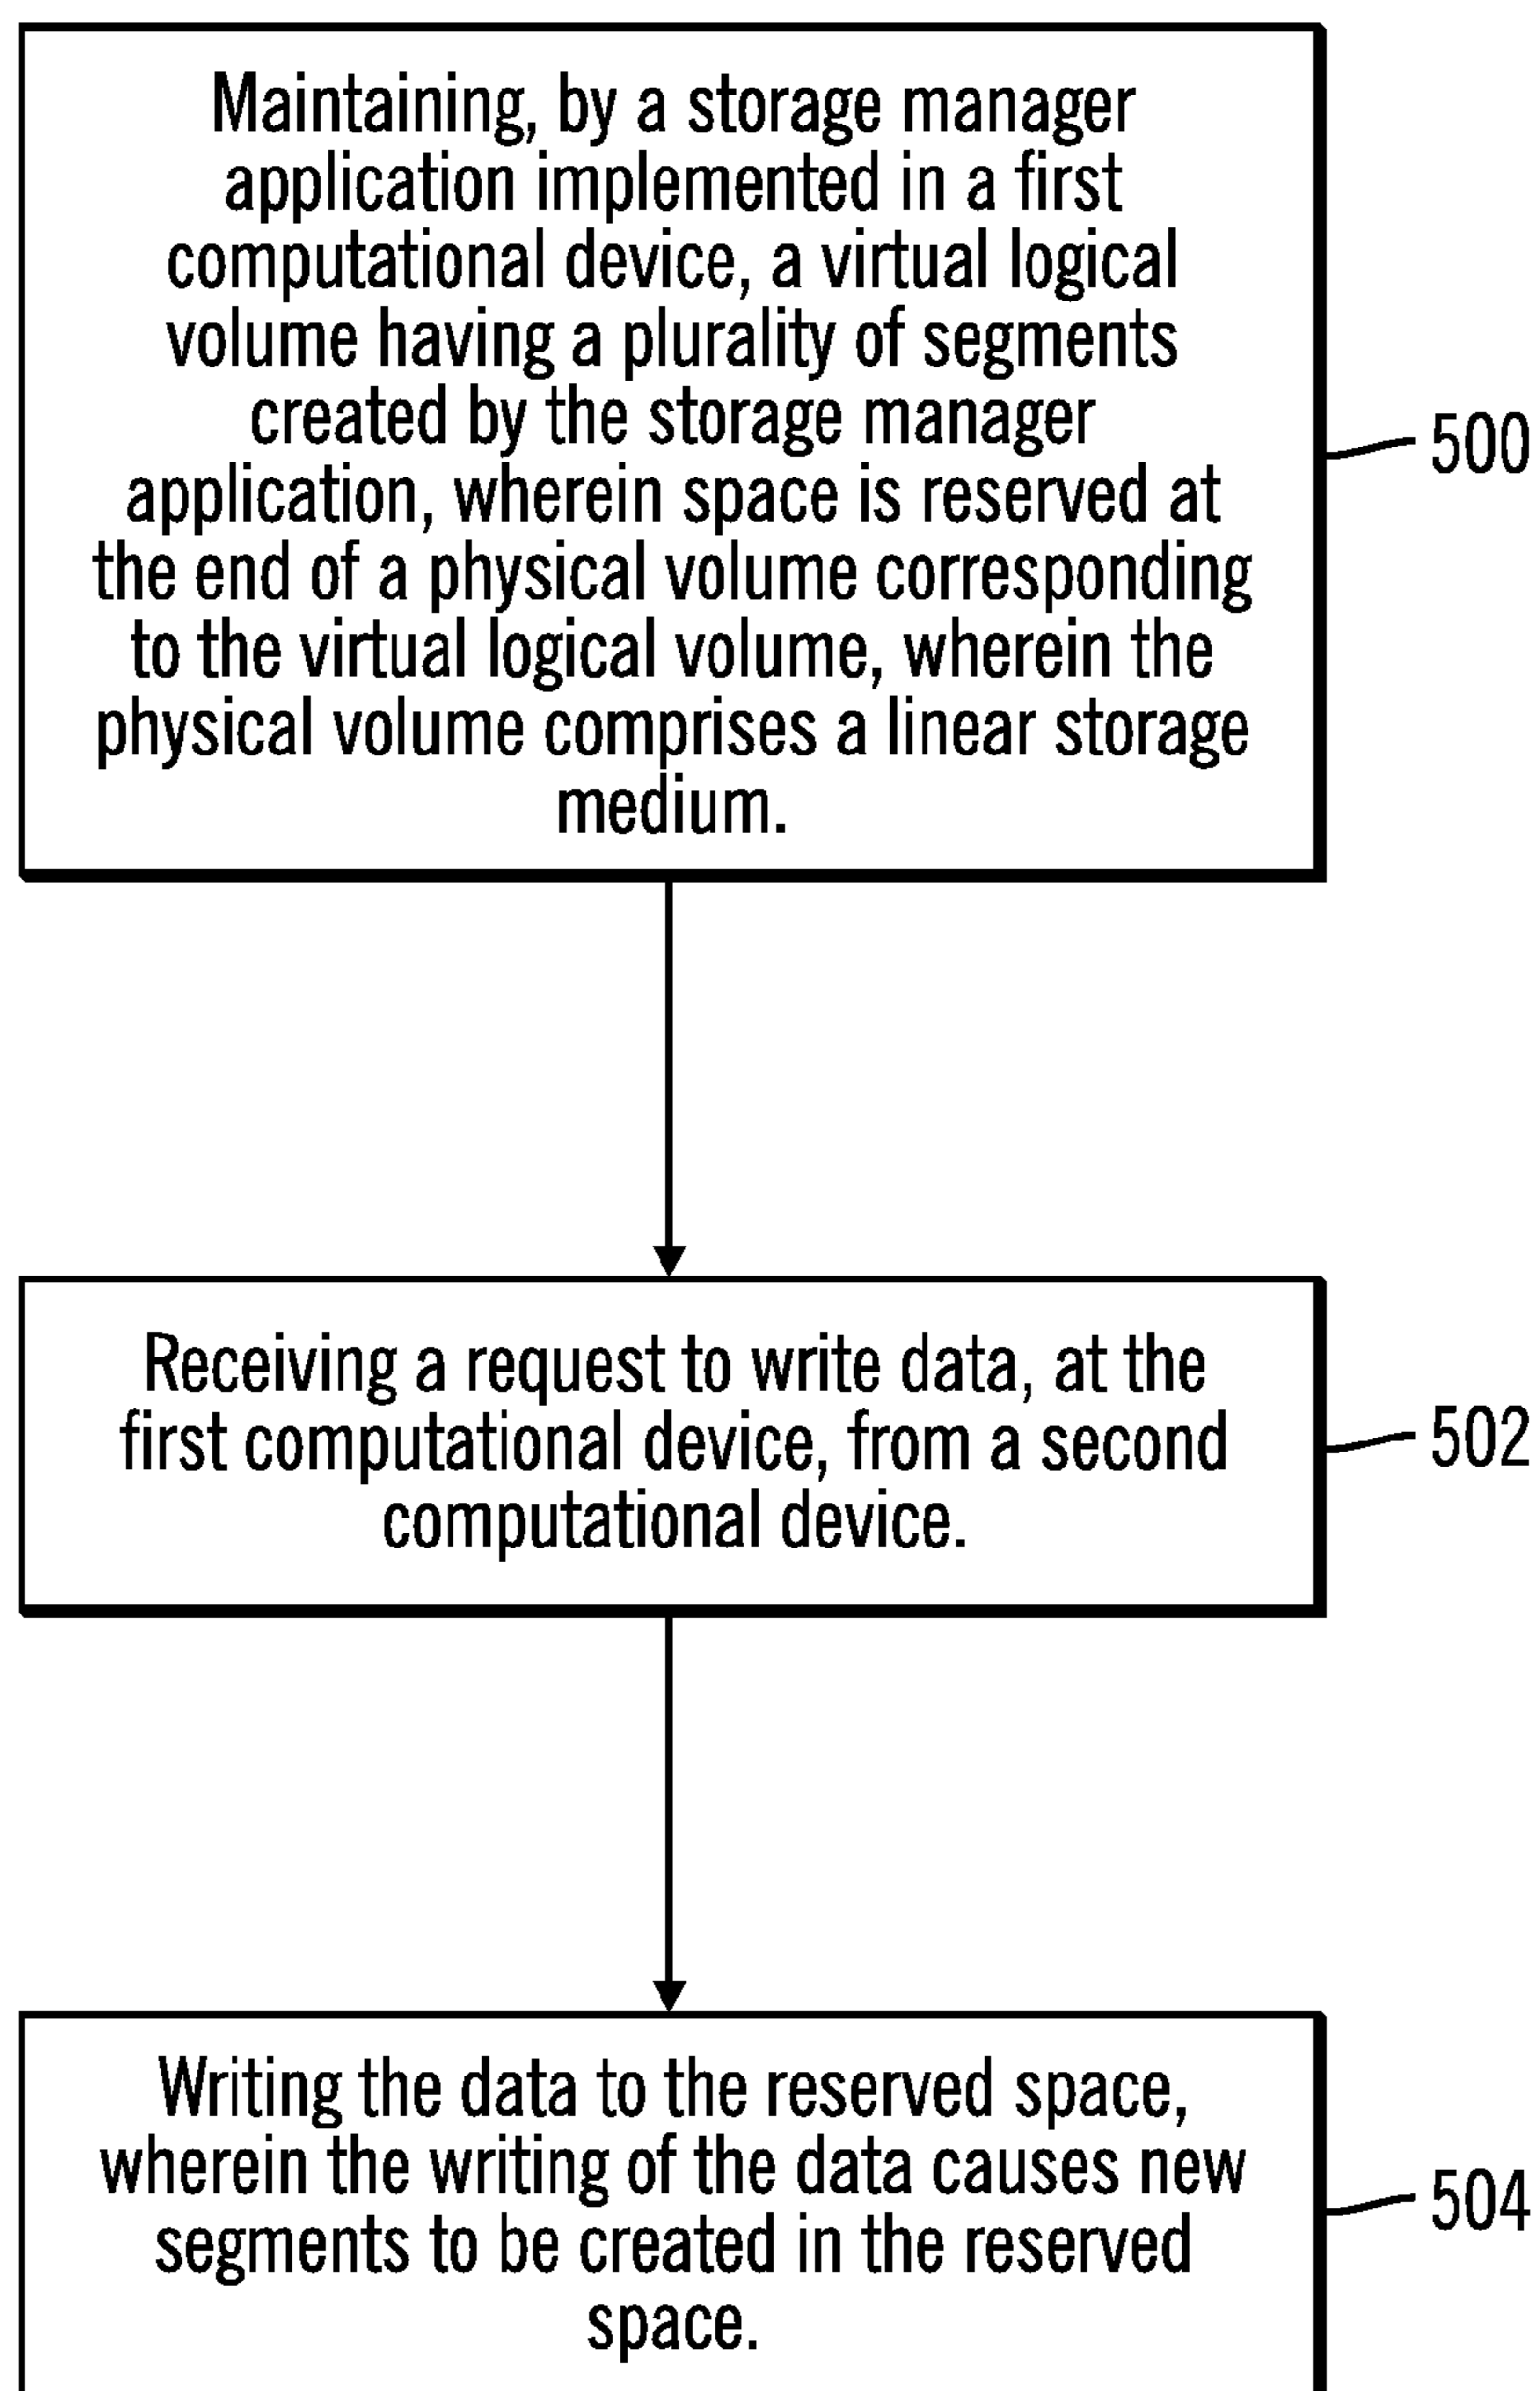 Maintaining, by a storage manager
application implemented in a first
computational device, a virtual logical
volume having a plurality of segments
created by the storage manager
application, wherein space is reserved at
the end of a physical volume corresponding
to the virtual logical volume, wherein the
physical volume comprises a linear storage
medium.
500
Receiving a request to write data, at the
first computational device, from a second
computational device.
502
Writing the data to the reserved space,
wherein the writing of the data causes new
segments to be created in the reserved
space.
504